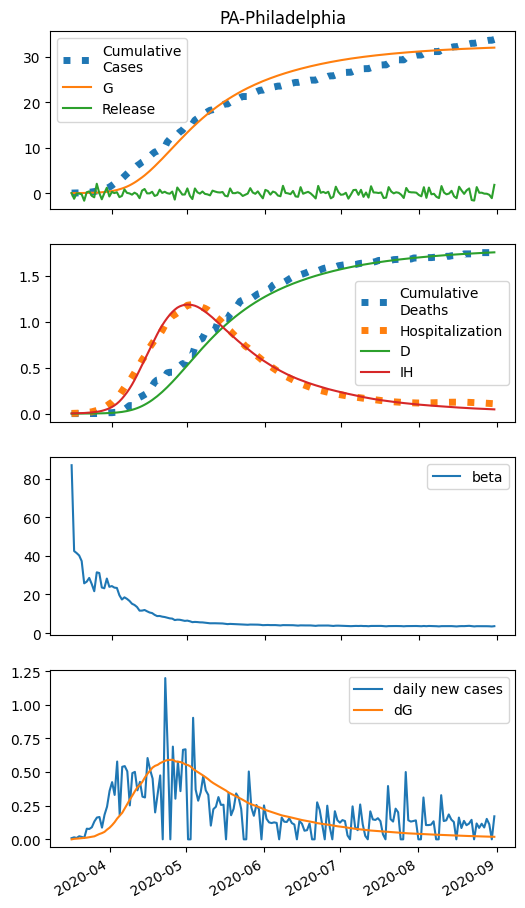 PA-Philadelphia
30
20
10
0
Cumulative
Cases
G
Release
1.5
1.0
0.5
0.0
Cumulative
Deaths
Hospitalization
D
IH
80
60
40
20
0
beta
1.25
1.00
0.75
0.50
0.25
0.00
daily new cases
dG
2020-04
2020-05
2020-06
2020-07
2020-08
2020-09